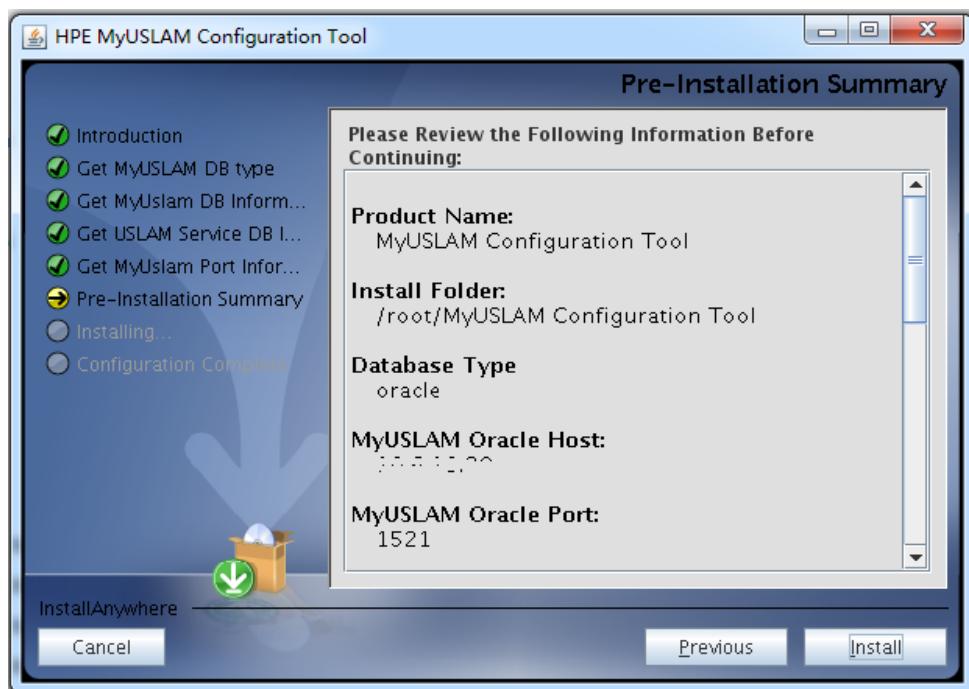 HPE MyUSLAM Configuration Tool
Pre-Installation Summary
Introduction
Get MyUSLAM DB type
Get MyUslam DB Inform...
Get USLAM Service DB I...
Get MyUslam Port Infor...
Pre-Installation Summary
Installing...
Configuration
Please Review the Following Information Before
Continuing:
Product Name:
MyUSLAM Configuration Tool
Install Folder:
/root/MyUSLAM Configuration Tool
Database Type
oracle
MyUSLAM Oracle Host:
MyUSLAM Oracle Port:
1521
InstallAnywhere
Cancel
Previous
Install